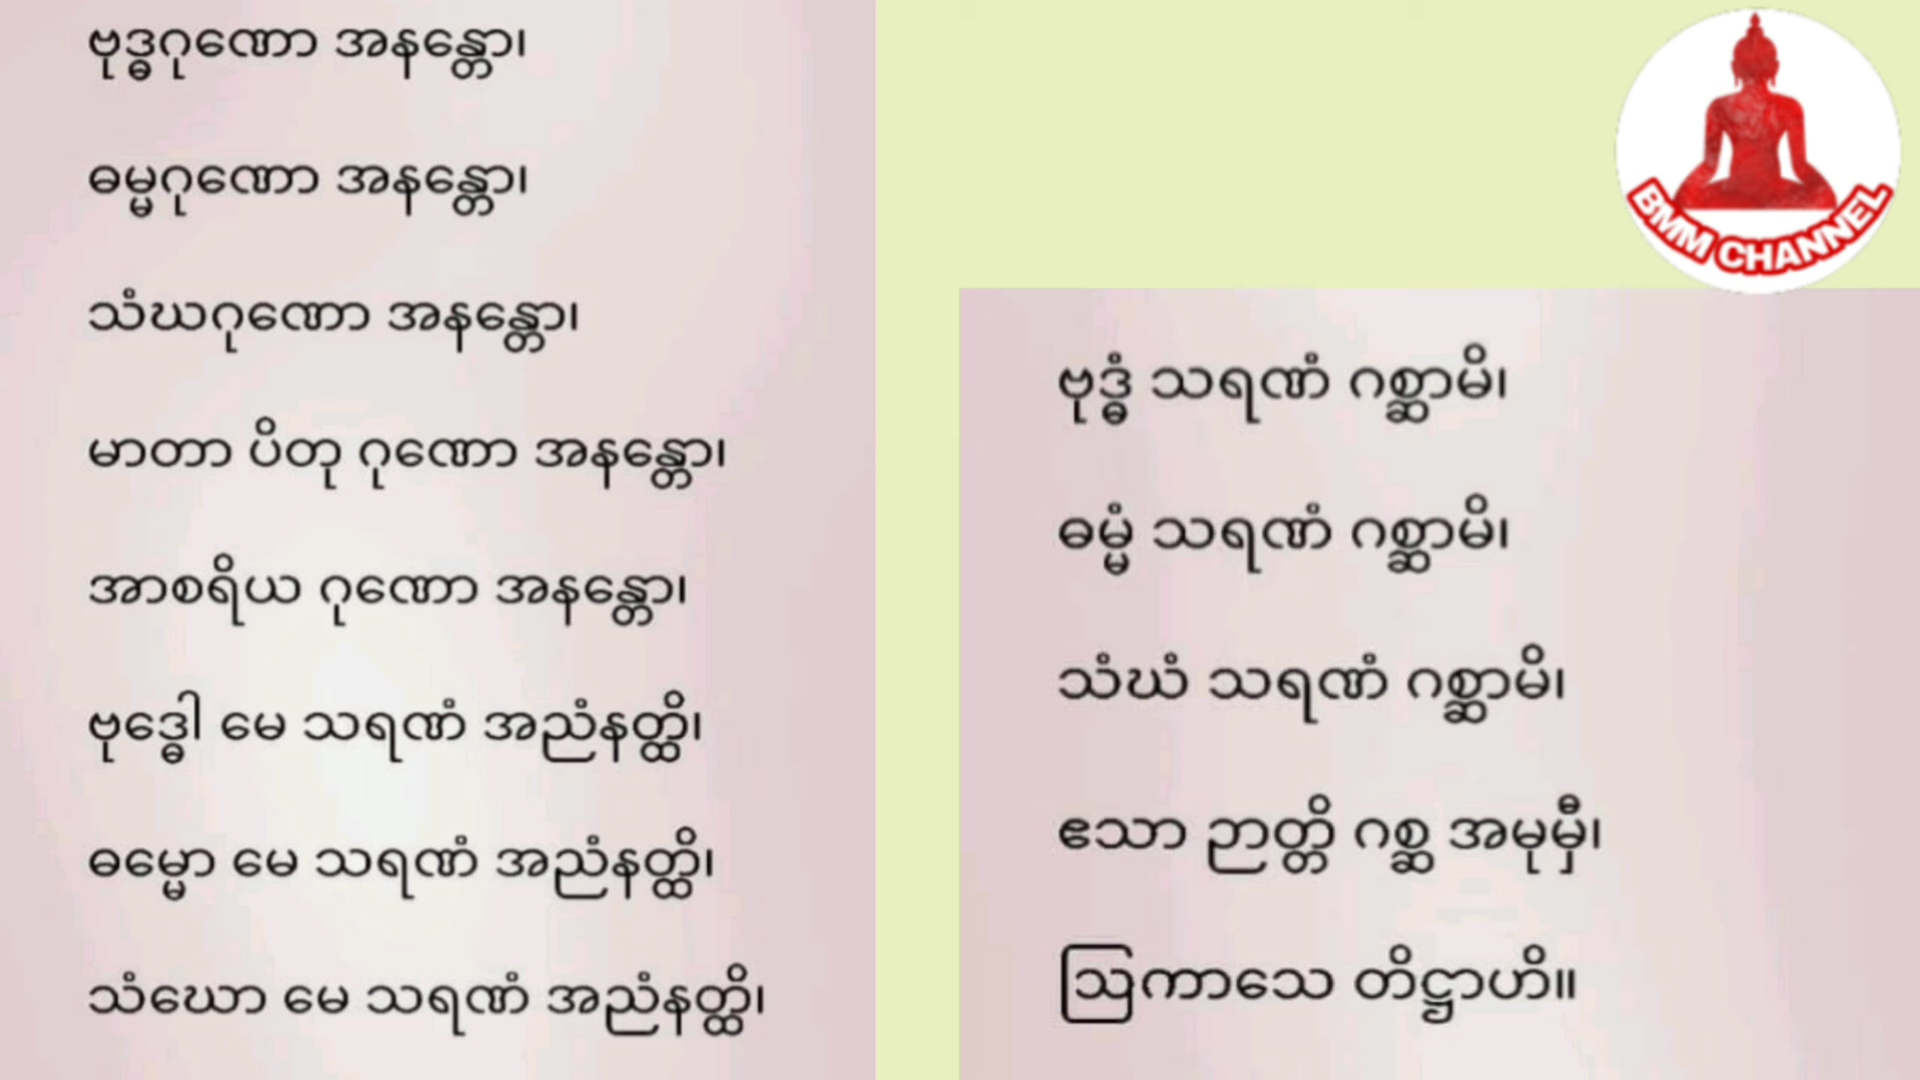 ဗုဒ္ဓဂုဏော အနန္တော၊
ဓမ္မဂုဏော အနန္တော၊
သံဃဂုဏော အနန္တော၊
မာတာ ပိတု ဂုဏော အနန္တော၊
အာစရိယ ဂုဏော အနန္တော၊
ဗုဒ္ဓေါ မေ သရဏံ အညံနတ္ထိ၊
ဓမ္မော မေ သရဏံ အညံနတ္ထိ၊
သံဃော မေ သရဏံ အညံနတ္ထိ၊
BMM CHANNEL
ဗုဒ္ဓံ သရဏံ ဂစ္ဆာမိ၊
ဓမ္မံ သရဏံ ဂစ္ဆာမိ၊
သံဃံ သရဏံ ဂစ္ဆာမိ၊
ဧသာ ဉာတ္တိ ဂစ္ဆ အမုမှီ၊
ဩကာသေ တိဋ္ဌာဟိ။